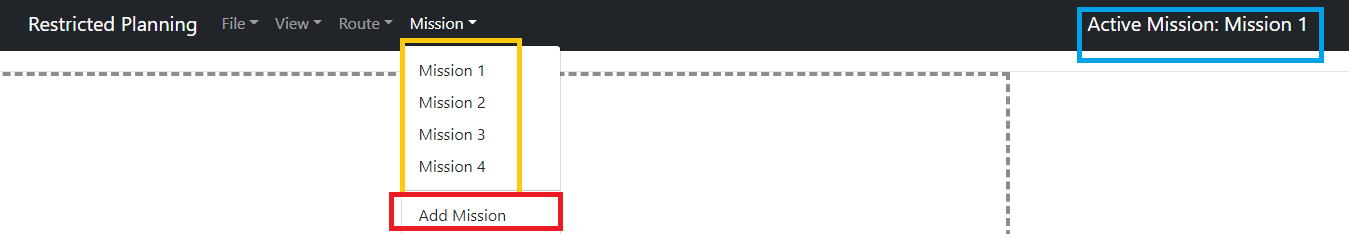 Restricted Planning File View Route Mission Active Mission: Mission 1
Mission 1
Mission 2
Mission 3
Mission 4
Add Mission